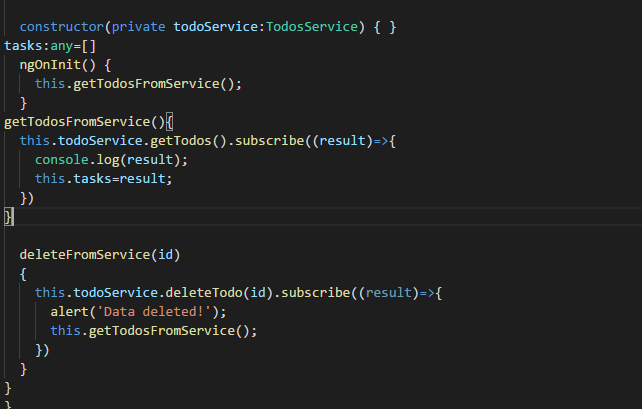 constructor(private todoService:TodosService) { }
tasks:any=[]
ngOnInit() {
this.getTodosFromService();
}
getTodosFromService(){
this.todoService.getTodos().subscribe((result)=>{
console.log(result);
this.tasks=result;
})
}
deleteFromService(id)
{
this.todoService.deleteTodo(id).subscribe((result)=>{
alert('Data deleted!');
this.getTodosFromService();
})
}
}
}